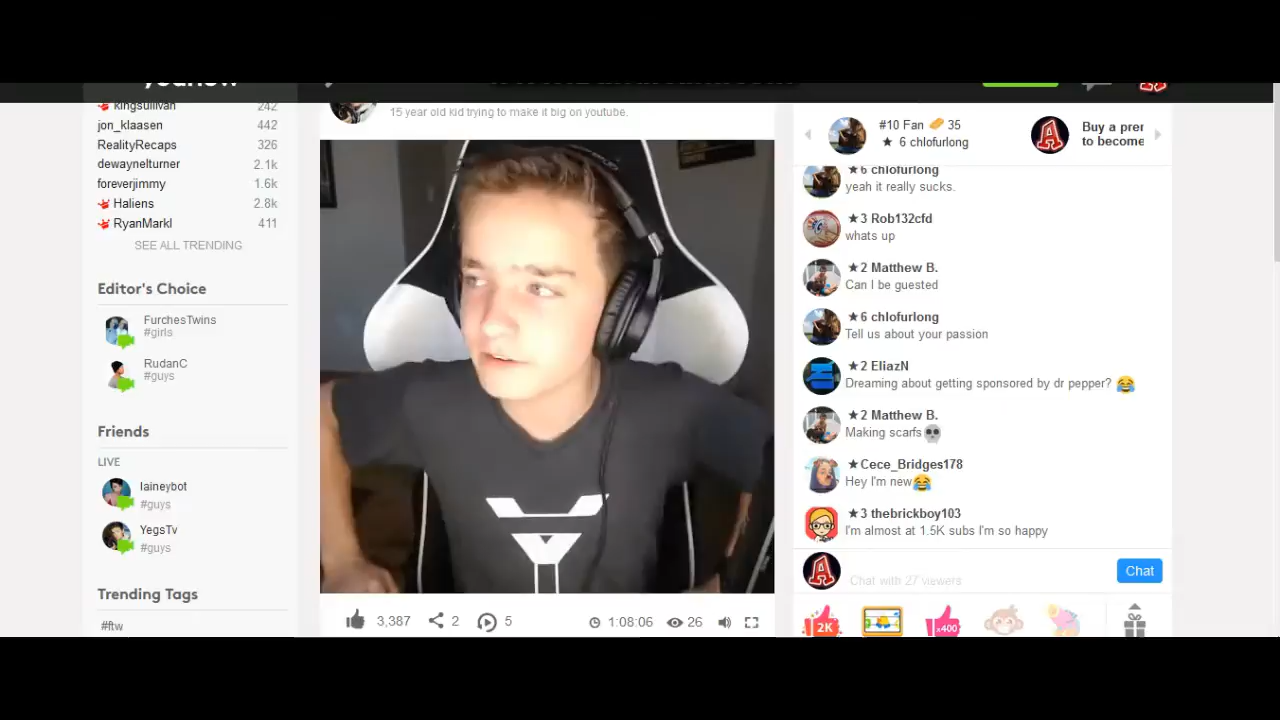 kingsullivan 242
jon_klaasen 442
RealityRecaps 326
dewaynelturner 2.1k
foreverjimmy 1.6k
Haliens 2.8k
RyanMarkl 411
SEE ALL TRENDING
Editor's Choice
FurchesTwins
#girls
RudanC
#guys
Friends
LIVE
laineybot
#guys
YegsTv
#guys
Trending Tags
#ftw
15 year old kid trying to make it big on youtube.
3,387 2 5 1:08:06 26
#10 Fan 35
★ 6 chlofurlong
A
Buy a prer
to become
★6 chlofurlong
yeah it really sucks.
★3 Rob132cfd
whats up
★2 Matthew B.
Can I be guested
★6 chlofurlong
Tell us about your passion
★2 EliazN
Dreaming about getting sponsored by dr pepper? 😂
★2 Matthew B.
Making scarfs💀
★Cece_Bridges178
Hey I'm new😂
★3 thebrickboy103
I'm almost at 1.5K subs I'm so happy
A
Chat with 27 viewers
Chat
2K
x400